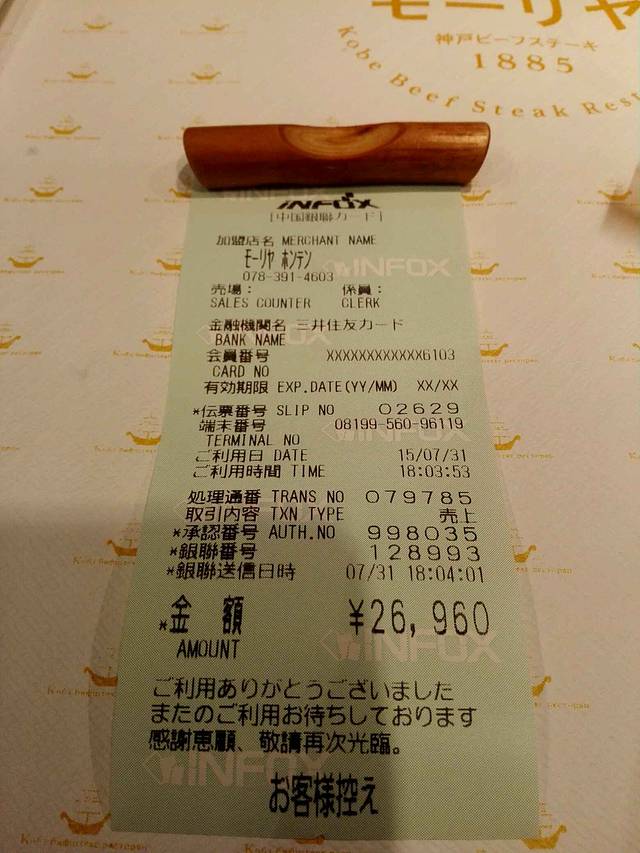 モーリヤ
神戸ビーフステーキ
1885
Kobe Beef Steak Rest
INFOX
[中国銀聯カード]
加盟店名 MERCHANT NAME
モーリヤ ホンテン
078-391-4603
売場： 係員：
SALES COUNTER CLERK
金融機関名 三井住友カード
BANK NAME
会員番号 XXXXXXXXXXXX6103
CARD NO
有効期限 EXP.DATE(YY/MM) XX/XX
*伝票番号 SLIP NO 02629
端末番号 08199-560-96119
TERMINAL NO
ご利用日 DATE 15/07/31
ご利用時間 TIME 18:03:53
処理通番 TRANS NO 079785
取引内容 TXN TYPE 売上
*承認番号 AUTH.NO 998035
*銀聯番号 128993
*銀聯送信日時 07/31 18:04:01
*金 額 ¥26,960
AMOUNT
ご利用ありがとうございました
またのご利用お待ちしております
感謝恵顧、敬請再次光臨。
お客様控え